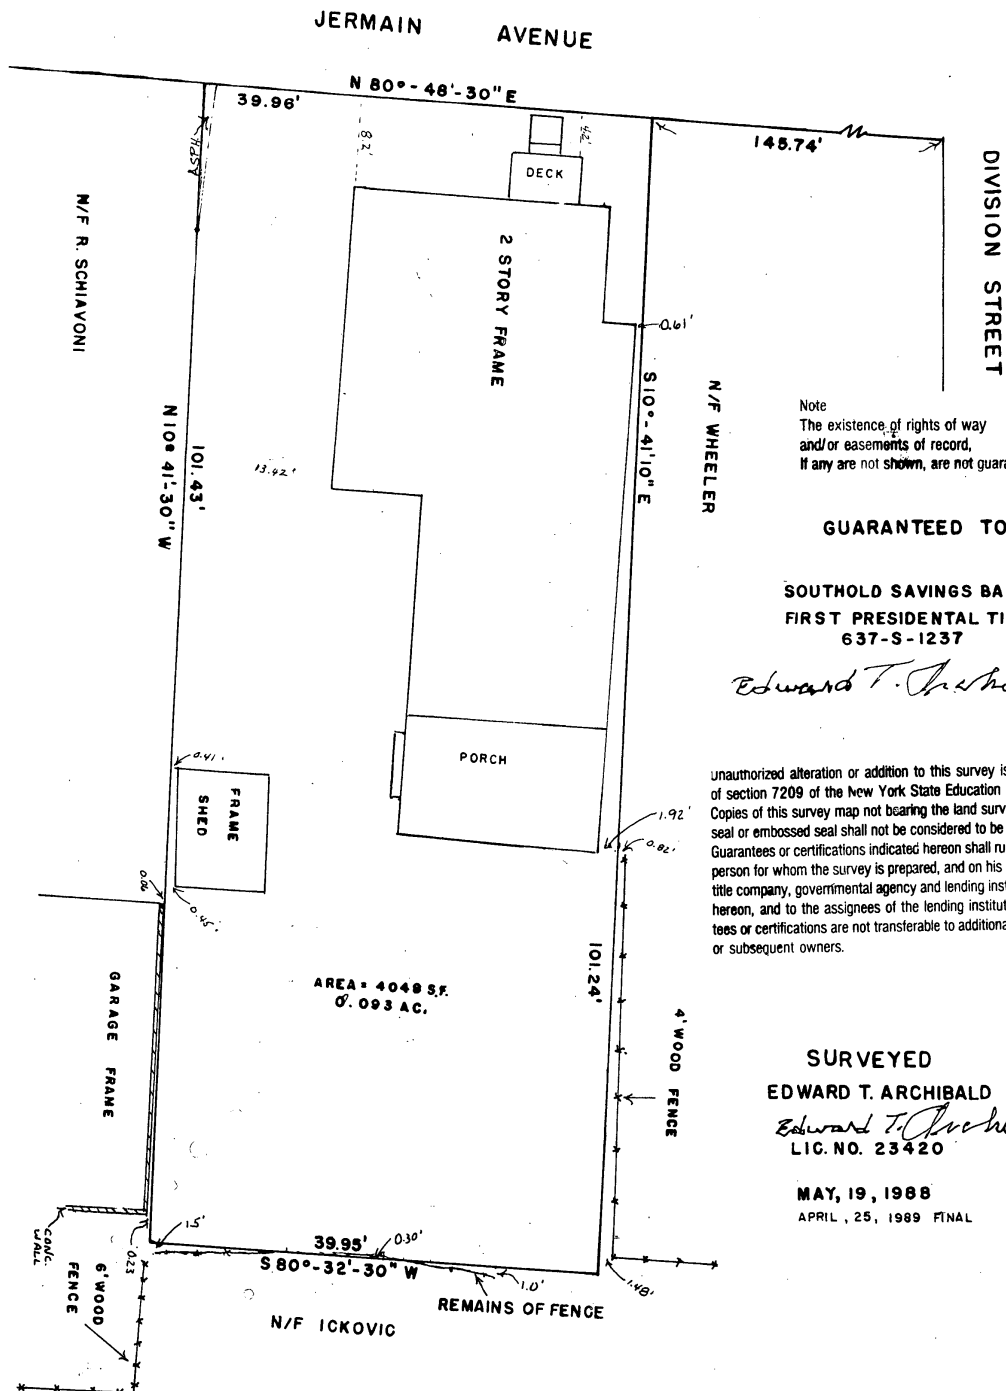 JERMAIN AVENUE
N 80°-48'-30" E
39.96'
145.74'
DIVISION STREET
8.2'
4.2'
ASPH
DECK
N/F R. SCHIAVONI
2 STORY FRAME
0.61'
S 10°-41'10" E
N/F WHEELER
N 10° 41'-30" W
101.43'
13.42'
Note
The existence of rights of way
and/or easements of record,
If any are not shown, are not guara
GUARANTEED TO
SOUTHOLD SAVINGS BA
FIRST PRESIDENTAL TI
637-S-1237
Edward T.
PORCH
0.41'
FRAME
SHED
1.92'
0.82'
0.06
0.45'
Unauthorized alteration or addition to this survey is
of section 7209 of the New York State Education
Copies of this survey map not bearing the land surv
seal or embossed seal shall not be considered to be
Guarantees or certifications indicated hereon shall ru
person for whom the survey is prepared, and on his
title company, governmental agency and lending inst
hereon, and to the assignees of the lending institut
tees or certifications are not transferable to additiona
or subsequent owners.
AREA = 4048 S.F.
0.093 AC.
101.24'
GARAGE FRAME
4' WOOD FENCE
SURVEYED
EDWARD T. ARCHIBALD
Edward T.
LIC. NO. 23420
MAY, 19, 1988
APRIL, 25, 1989 FINAL
CONC.
WALL
0.23
15'
39.95'
0.30'
S 80°-32'-30" W
1.0'
1.48'
REMAINS OF FENCE
6' WOOD
FENCE
N/F ICKOVIC